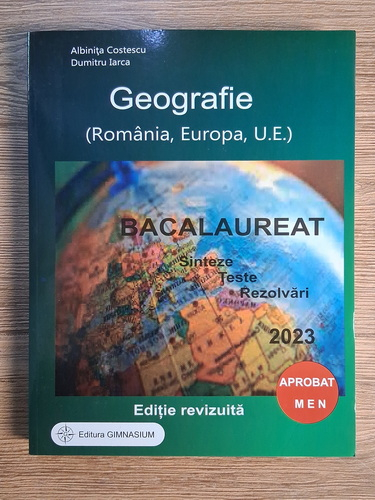 Albinița Costescu
Dumitru Iarca
Geografie
(România, Europa, U.E.)
BACALAUREAT
Sinteze
Teste
Rezolvări
2023
APROBAT
MEN
Ediție revizuită
Editura GIMNASIUM